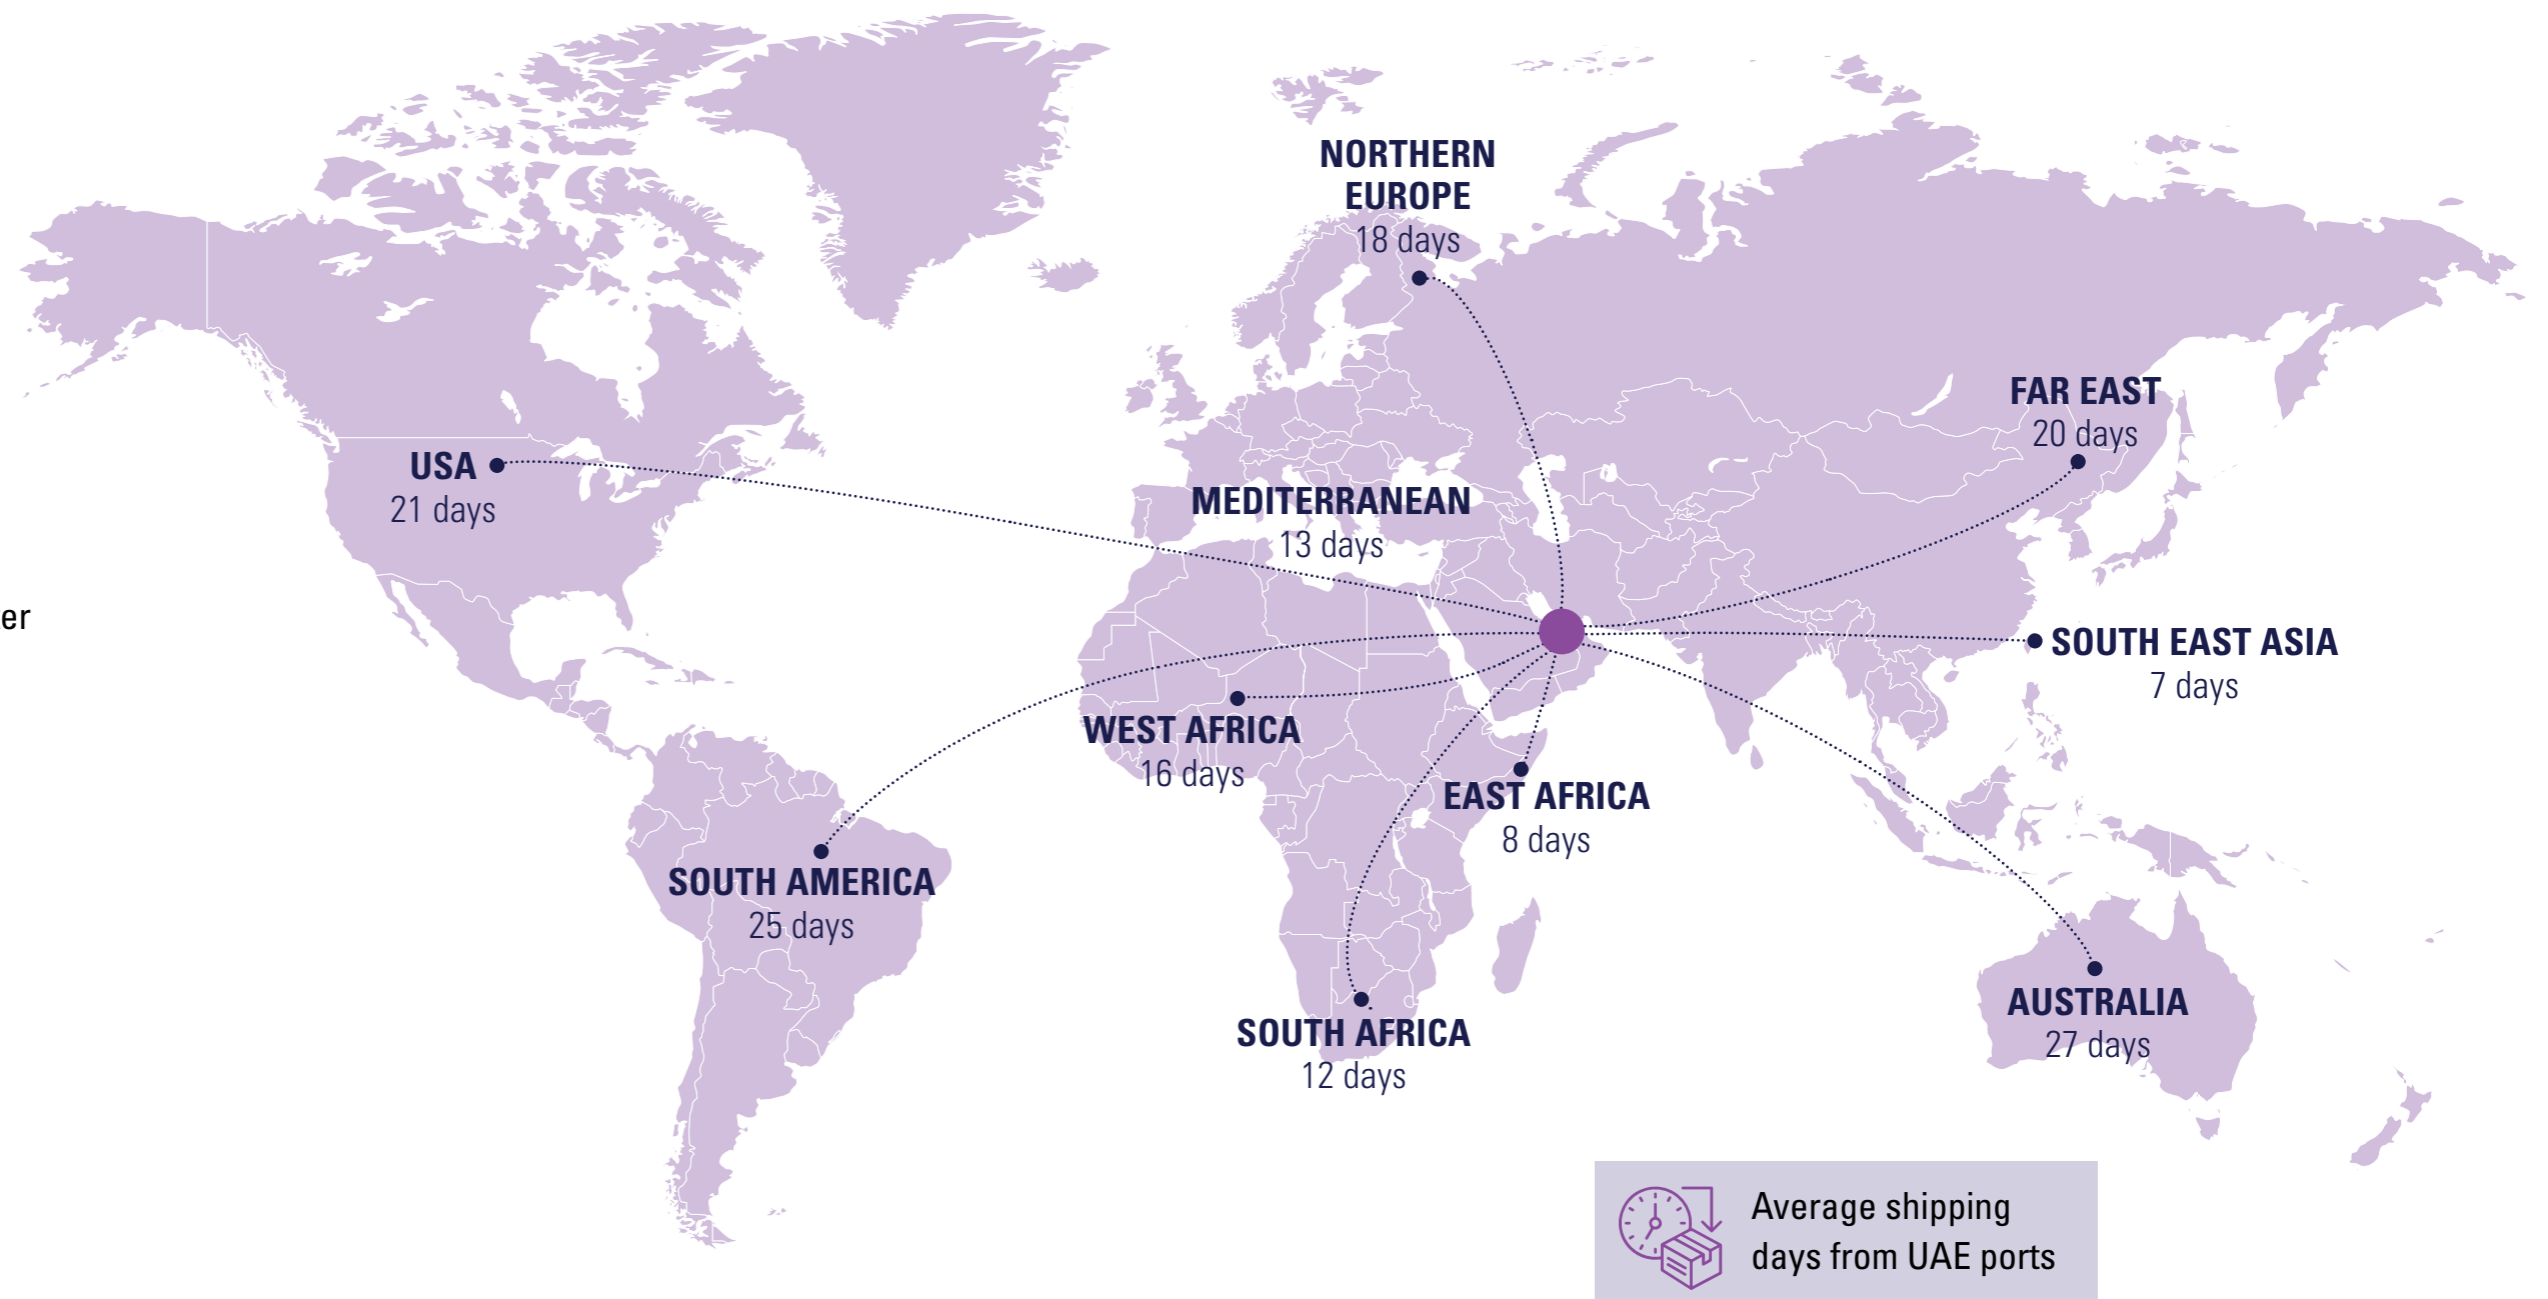 NORTHERN
EUROPE
18 days
FAR EAST
20 days
USA
21 days
MEDITERRANEAN
13 days
er
SOUTH EAST ASIA
7 days
WEST AFRICA
16 days
EAST AFRICA
8 days
SOUTH AMERICA
25 days
AUSTRALIA
27 days
SOUTH AFRICA
12 days
Average shipping
days from UAE ports